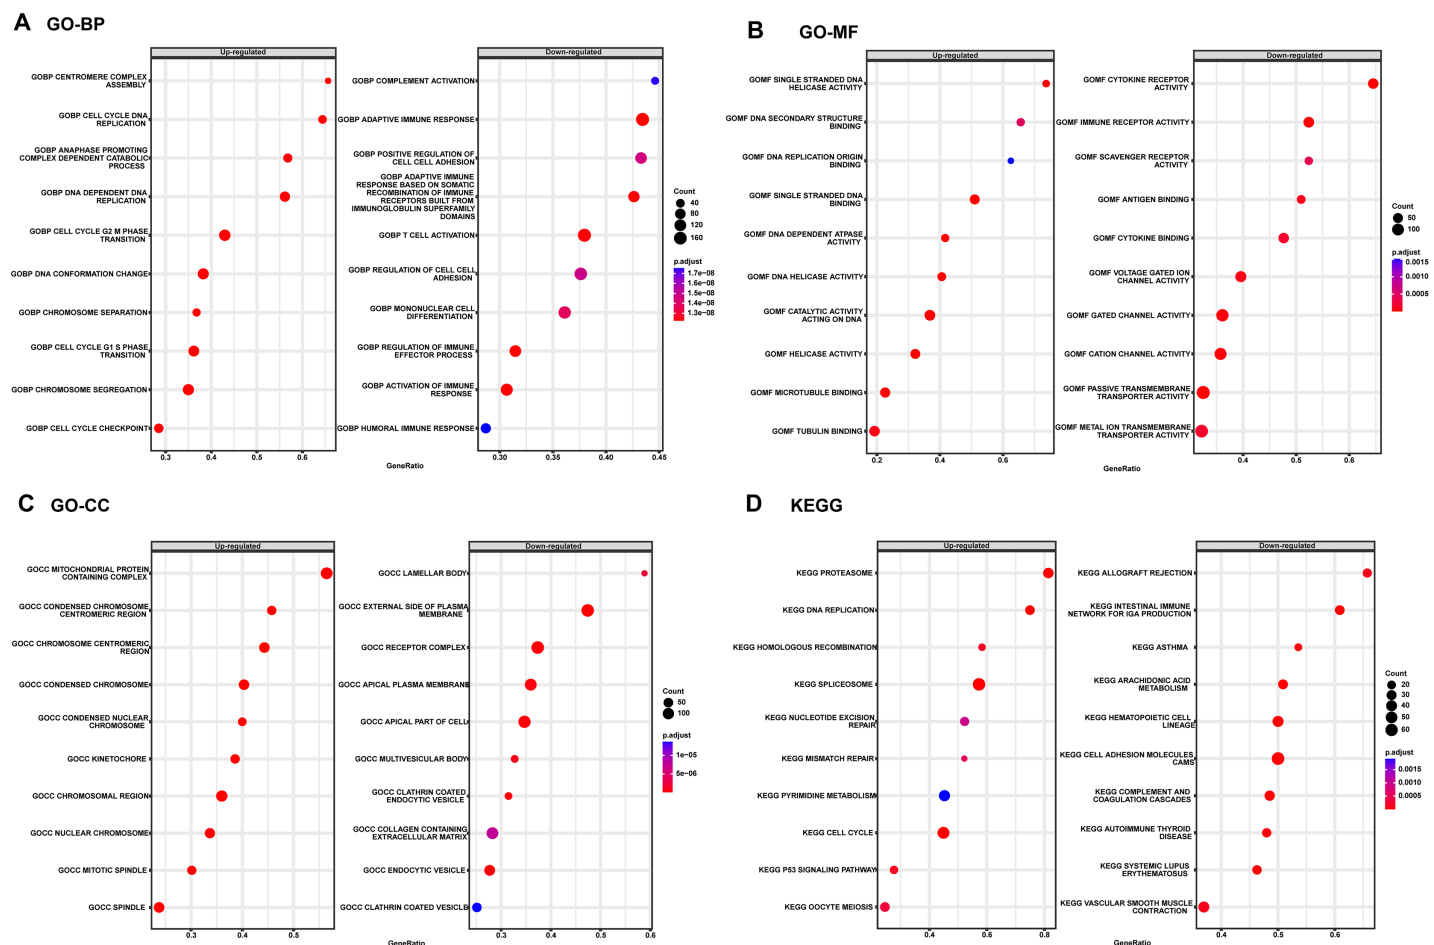 A GO-BP
Up-regulated
GOBP CENTROMERE COMPLEX
ASSEMBLY
GOBP CELL CYCLE DNA
REPLICATION
GOBP ANAPHASE PROMOTING
COMPLEX DEPENDENT CATABOLIC
PROCESS
GOBP DNA DEPENDENT DNA
REPLICATION
GOBP CELL CYCLE G2 M PHASE
TRANSITION
GOBP DNA CONFORMATION CHANGE
GOBP CHROMOSOME SEPARATION
GOBP CELL CYCLE G1 S PHASE
TRANSITION
GOBP CHROMOSOME SEGREGATION
GOBP CELL CYCLE CHECKPOINT
0.3 0.4 0.5 0.6
Down-regulated
GOBP COMPLEMENT ACTIVATION
GOBP ADAPTIVE IMMUNE RESPONSE
GOBP POSITIVE REGULATION OF
CELL CELL ADHESION
GOBP ADAPTIVE IMMUNE
RESPONSE BASED ON SOMATIC
RECOMBINATION OF IMMUNE
RECEPTORS BUILT FROM
IMMUNOGLOBULIN SUPERFAMILY
DOMAINS
GOBP T CELL ACTIVATION
GOBP REGULATION OF CELL CELL
ADHESION
GOBP MONONUCLEAR CELL
DIFFERENTIATION
GOBP REGULATION OF IMMUNE
EFFECTOR PROCESS
GOBP ACTIVATION OF IMMUNE
RESPONSE
GOBP HUMORAL IMMUNE RESPONSE
0.30 0.35 0.40 0.45
GeneRatio
Count
40
80
120
160
p.adjust
1.7e-08
1.6e-08
1.5e-08
1.4e-08
1.3e-08
B GO-MF
Up-regulated
GOMF SINGLE STRANDED DNA
HELICASE ACTIVITY
GOMF DNA SECONDARY STRUCTURE
BINDING
GOMF DNA REPLICATION ORIGIN
BINDING
GOMF SINGLE STRANDED DNA
BINDING
GOMF DNA DEPENDENT ATPASE
ACTIVITY
GOMF DNA HELICASE ACTIVITY
GOMF CATALYTIC ACTIVITY
ACTING ON DNA
GOMF HELICASE ACTIVITY
GOMF MICROTUBULE BINDING
GOMF TUBULIN BINDING
0.2 0.4 0.6
Down-regulated
GOMF CYTOKINE RECEPTOR
ACTIVITY
GOMF IMMUNE RECEPTOR ACTIVITY
GOMF SCAVENGER RECEPTOR
ACTIVITY
GOMF ANTIGEN BINDING
GOMF CYTOKINE BINDING
GOMF VOLTAGE GATED ION
CHANNEL ACTIVITY
GOMF GATED CHANNEL ACTIVITY
GOMF CATION CHANNEL ACTIVITY
GOMF PASSIVE TRANSMEMBRANE
TRANSPORTER ACTIVITY
GOMF METAL ION TRANSMEMBRANE
TRANSPORTER ACTIVITY
0.4 0.5 0.6
GeneRatio
Count
50
100
p.adjust
0.0015
0.0010
0.0005
C GO-CC
Up-regulated
GOCC MITOCHONDRIAL PROTEIN
CONTAINING COMPLEX
GOCC CONDENSED CHROMOSOME
CENTROMERIC REGION
GOCC CHROMOSOME CENTROMERIC
REGION
GOCC CONDENSED CHROMOSOME
GOCC CONDENSED NUCLEAR
CHROMOSOME
GOCC KINETOCHORE
GOCC CHROMOSOMAL REGION
GOCC NUCLEAR CHROMOSOME
GOCC MITOTIC SPINDLE
GOCC SPINDLE
0.3 0.4 0.5
Down-regulated
GOCC LAMELLAR BODY
GOCC EXTERNAL SIDE OF PLASMA
MEMBRANE
GOCC RECEPTOR COMPLEX
GOCC APICAL PLASMA MEMBRANE
GOCC APICAL PART OF CELL
GOCC MULTIVESICULAR BODY
GOCC CLATHRIN COATED
ENDOCYTIC VESICLE
GOCC COLLAGEN CONTAINING
EXTRACELLULAR MATRIX
GOCC ENDOCYTIC VESICLE
GOCC CLATHRIN COATED VESICLE
0.3 0.4 0.5 0.6
GeneRatio
Count
50
100
p.adjust
1e-05
5e-06
D KEGG
Up-regulated
KEGG PROTEASOME
KEGG DNA REPLICATION
KEGG HOMOLOGOUS RECOMBINATION
KEGG SPLICEOSOME
KEGG NUCLEOTIDE EXCISION
REPAIR
KEGG MISMATCH REPAIR
KEGG PYRIMIDINE METABOLISM
KEGG CELL CYCLE
KEGG P53 SIGNALING PATHWAY
KEGG OOCYTE MEIOSIS
0.4 0.6 0.8
Down-regulated
KEGG ALLOGRAFT REJECTION
KEGG INTESTINAL IMMUNE
NETWORK FOR IGA PRODUCTION
KEGG ASTHMA
KEGG ARACHIDONIC ACID
METABOLISM
KEGG HEMATOPOIETIC CELL
LINEAGE
KEGG CELL ADHESION MOLECULES
CAMS
KEGG COMPLEMENT AND
COAGULATION CASCADES
KEGG AUTOIMMUNE THYROID
DISEASE
KEGG SYSTEMIC LUPUS
ERYTHEMATOSUS
KEGG VASCULAR SMOOTH MUSCLE
CONTRACTION
0.4 0.5 0.6
GeneRatio
Count
20
30
40
50
60
p.adjust
0.0015
0.0010
0.0005